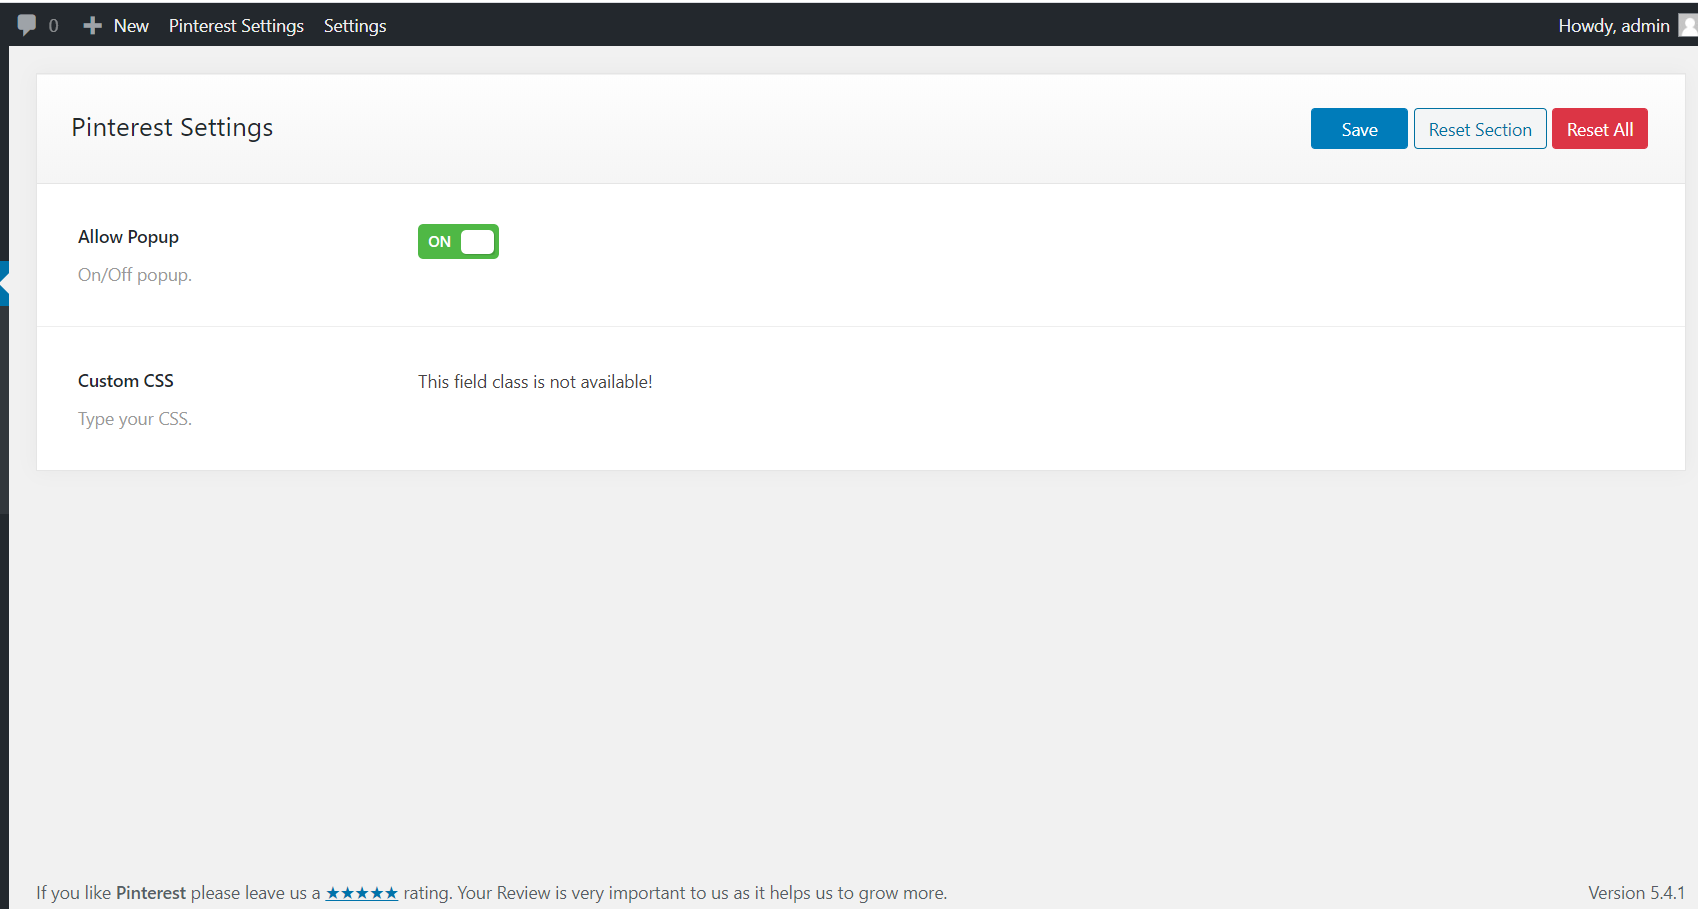 0 New Pinterest Settings Settings Howdy, admin
Pinterest Settings
Save Reset Section Reset All
Allow Popup
ON
On/Off popup.
Custom CSS
This field class is not available!
Type your CSS.
If you like Pinterest please leave us a ★★★★★ rating. Your Review is very important to us as it helps us to grow more.
Version 5.4.1